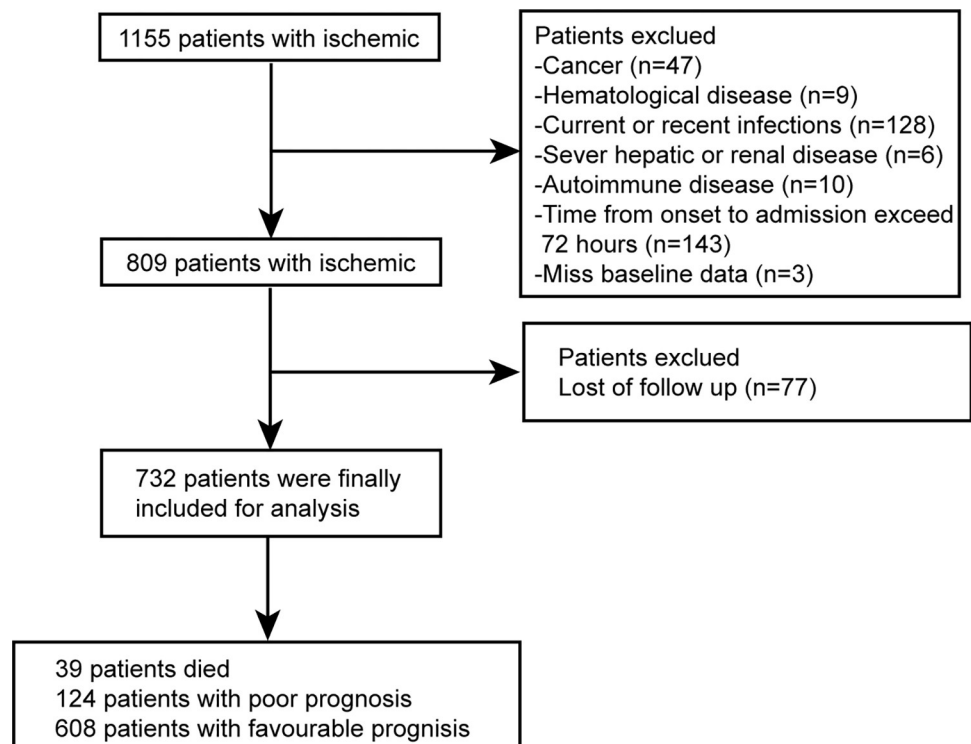 1155 patients with ischemic
Patients exclued
-Cancer (n=47)
-Hematological disease (n=9)
-Current or recent infections (n=128)
-Sever hepatic or renal disease (n=6)
-Autoimmune disease (n=10)
-Time from onset to admission exceed
72 hours (n=143)
-Miss baseline data (n=3)
809 patients with ischemic
Patients exclued
Lost of follow up (n=77)
732 patients were finally
included for analysis
39 patients died
124 patients with poor prognosis
608 patients with favourable prognisis